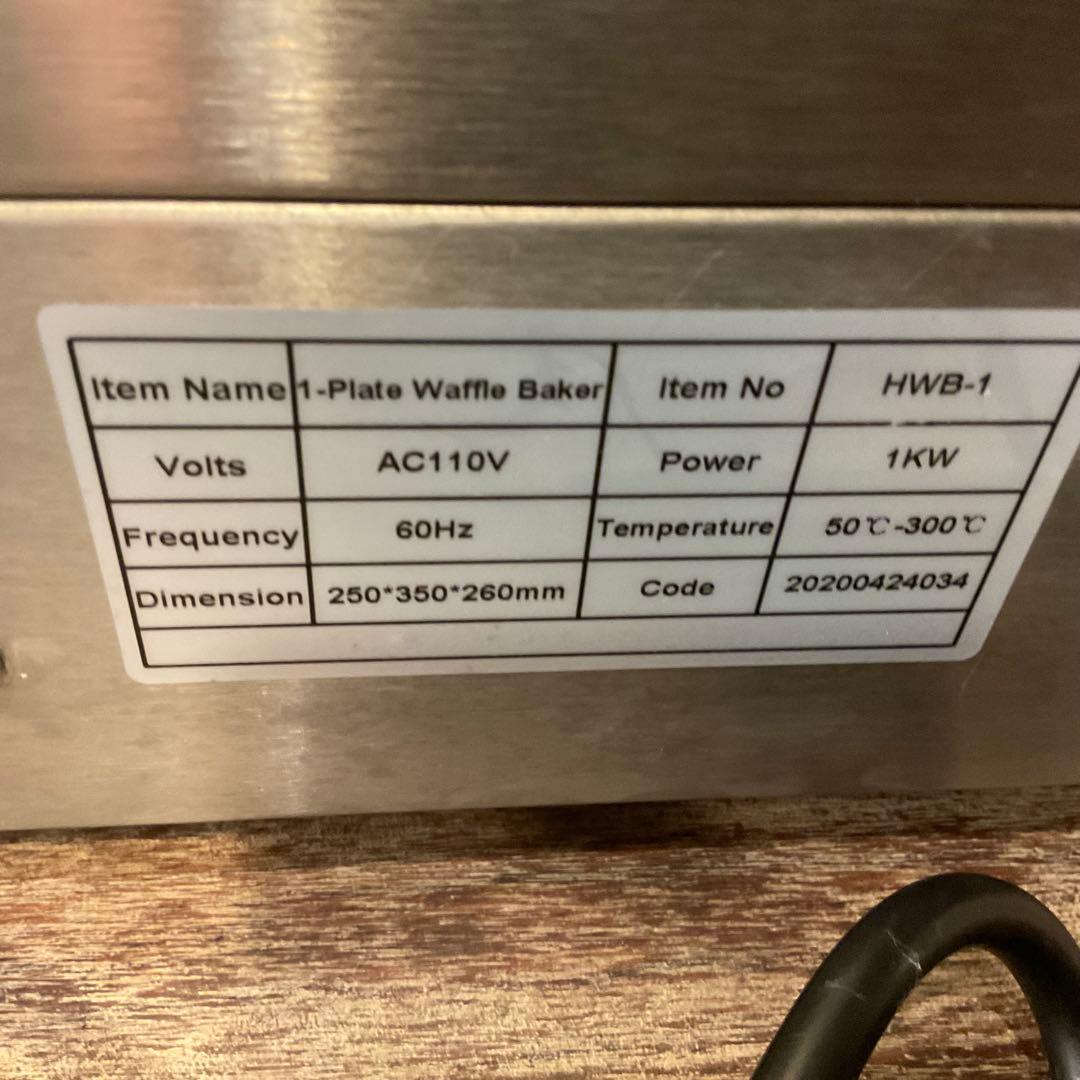 Item Name 1-Plate Waffle Baker Item No HWB-1
Volts AC110V Power 1KW
Frequency 60Hz Temperature 50℃-300℃
Dimension 250*350*260mm Code 20200424034